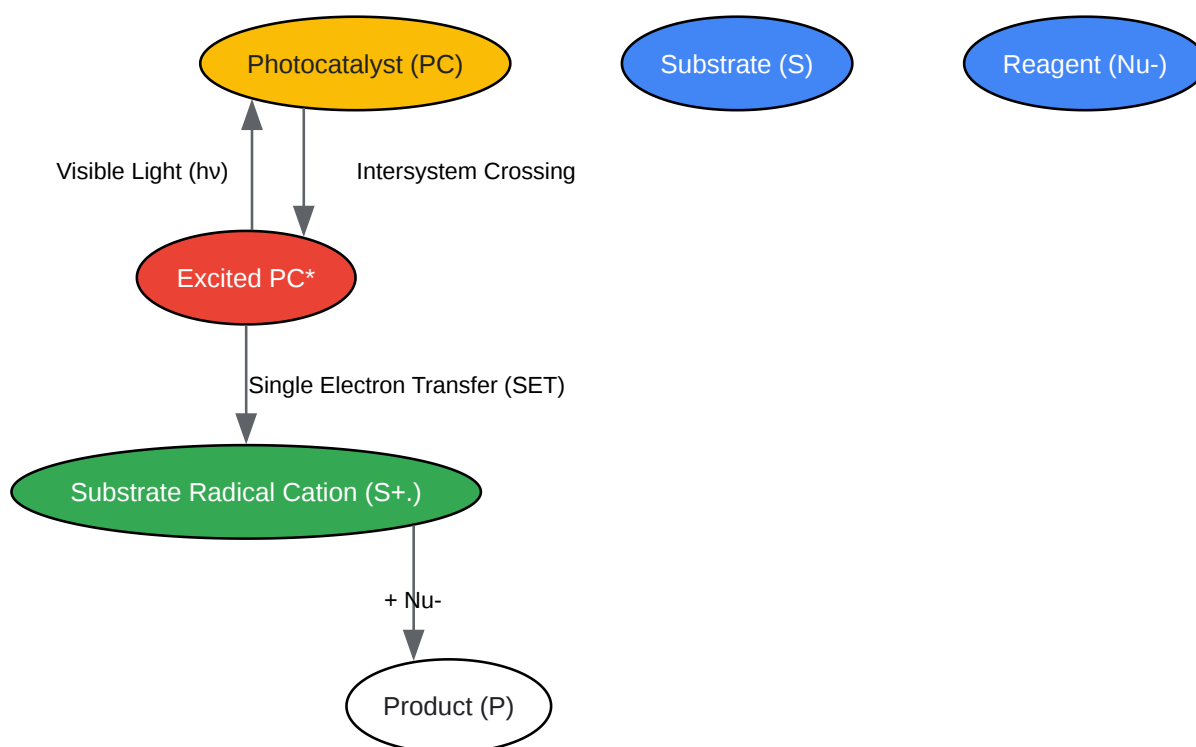 Photocatalyst (PC)
Substrate (S)
Reagent (Nu-)
Visible Light (hν)
Intersystem Crossing
Excited PC*
Single Electron Transfer (SET)
Substrate Radical Cation (S+.)
+ Nu-
Product (P)